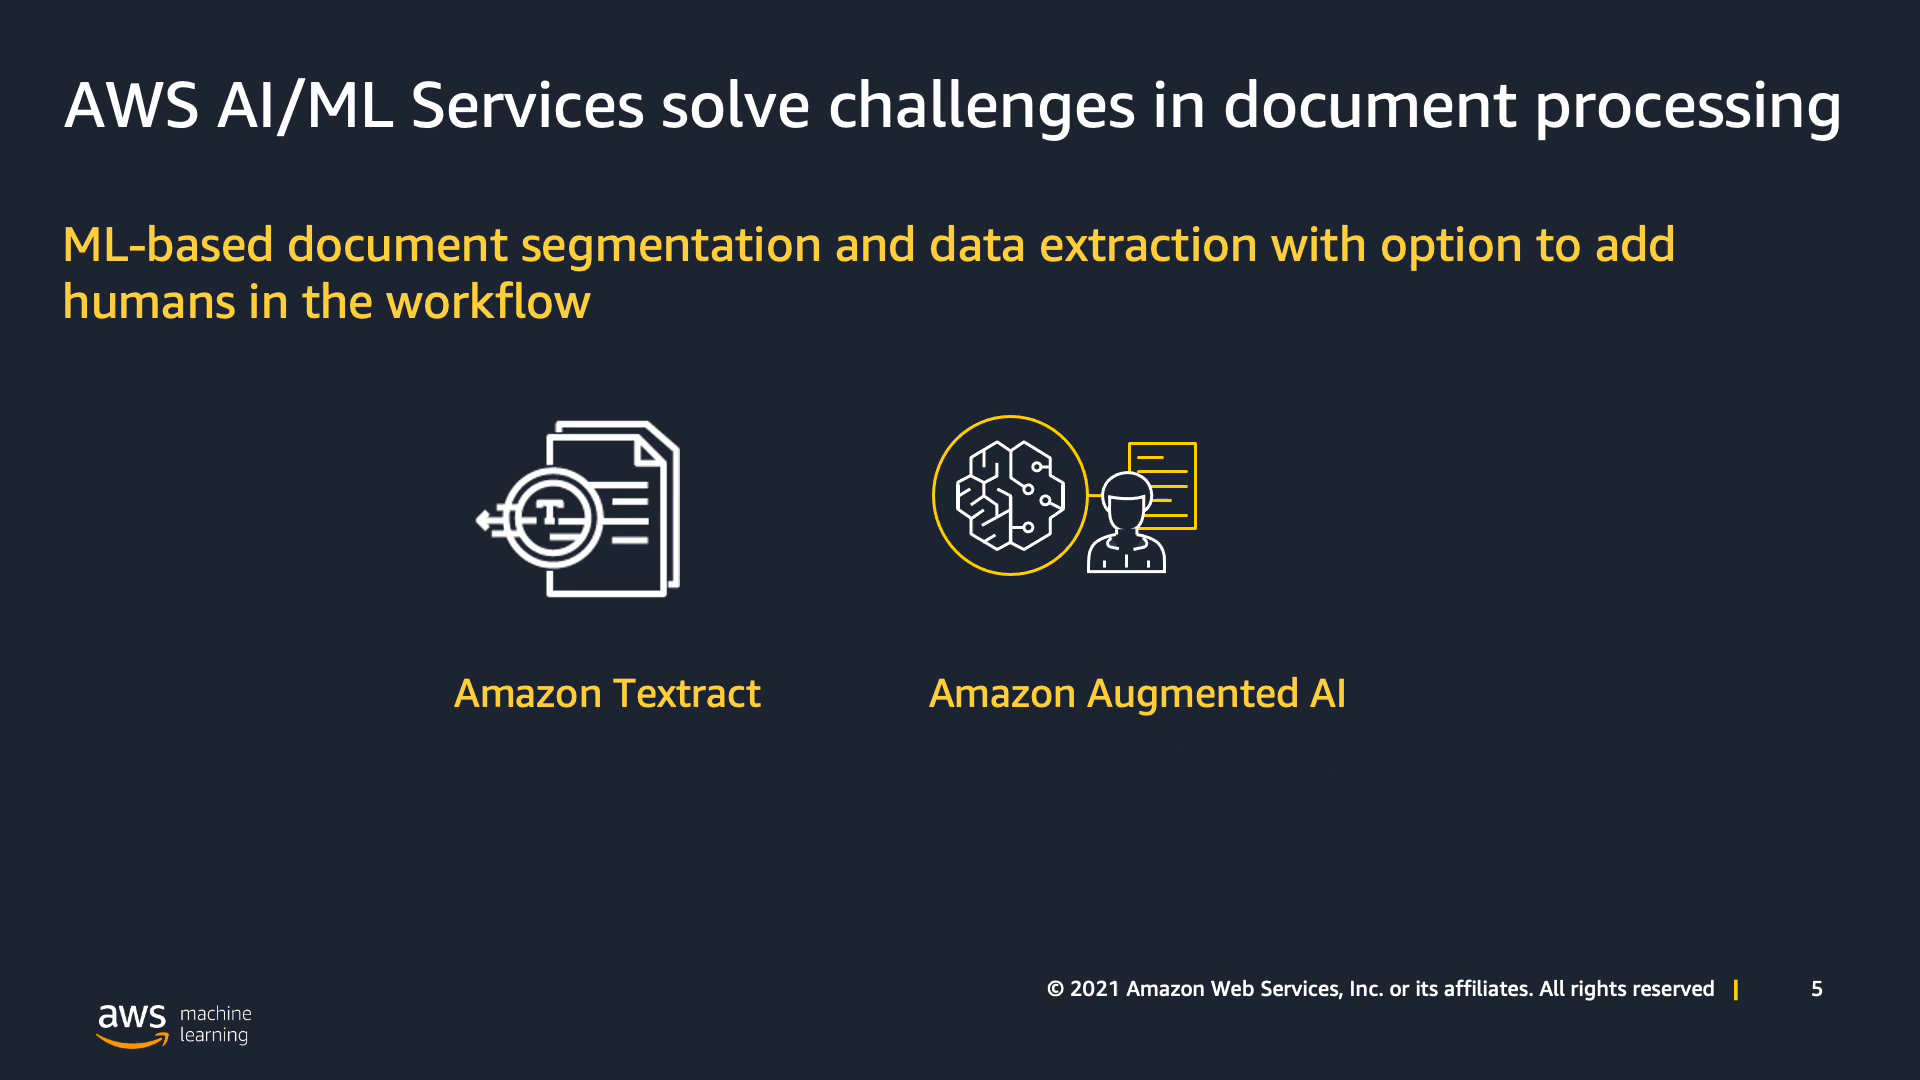 AWS AI/ML Services solve challenges in document processing
ML-based document segmentation and data extraction with option to add
humans in the workflow
T
Amazon Textract
Amazon Augmented AI
© 2021 Amazon Web Services, Inc. or its affiliates. All rights reserved |
5
aws machine
learning